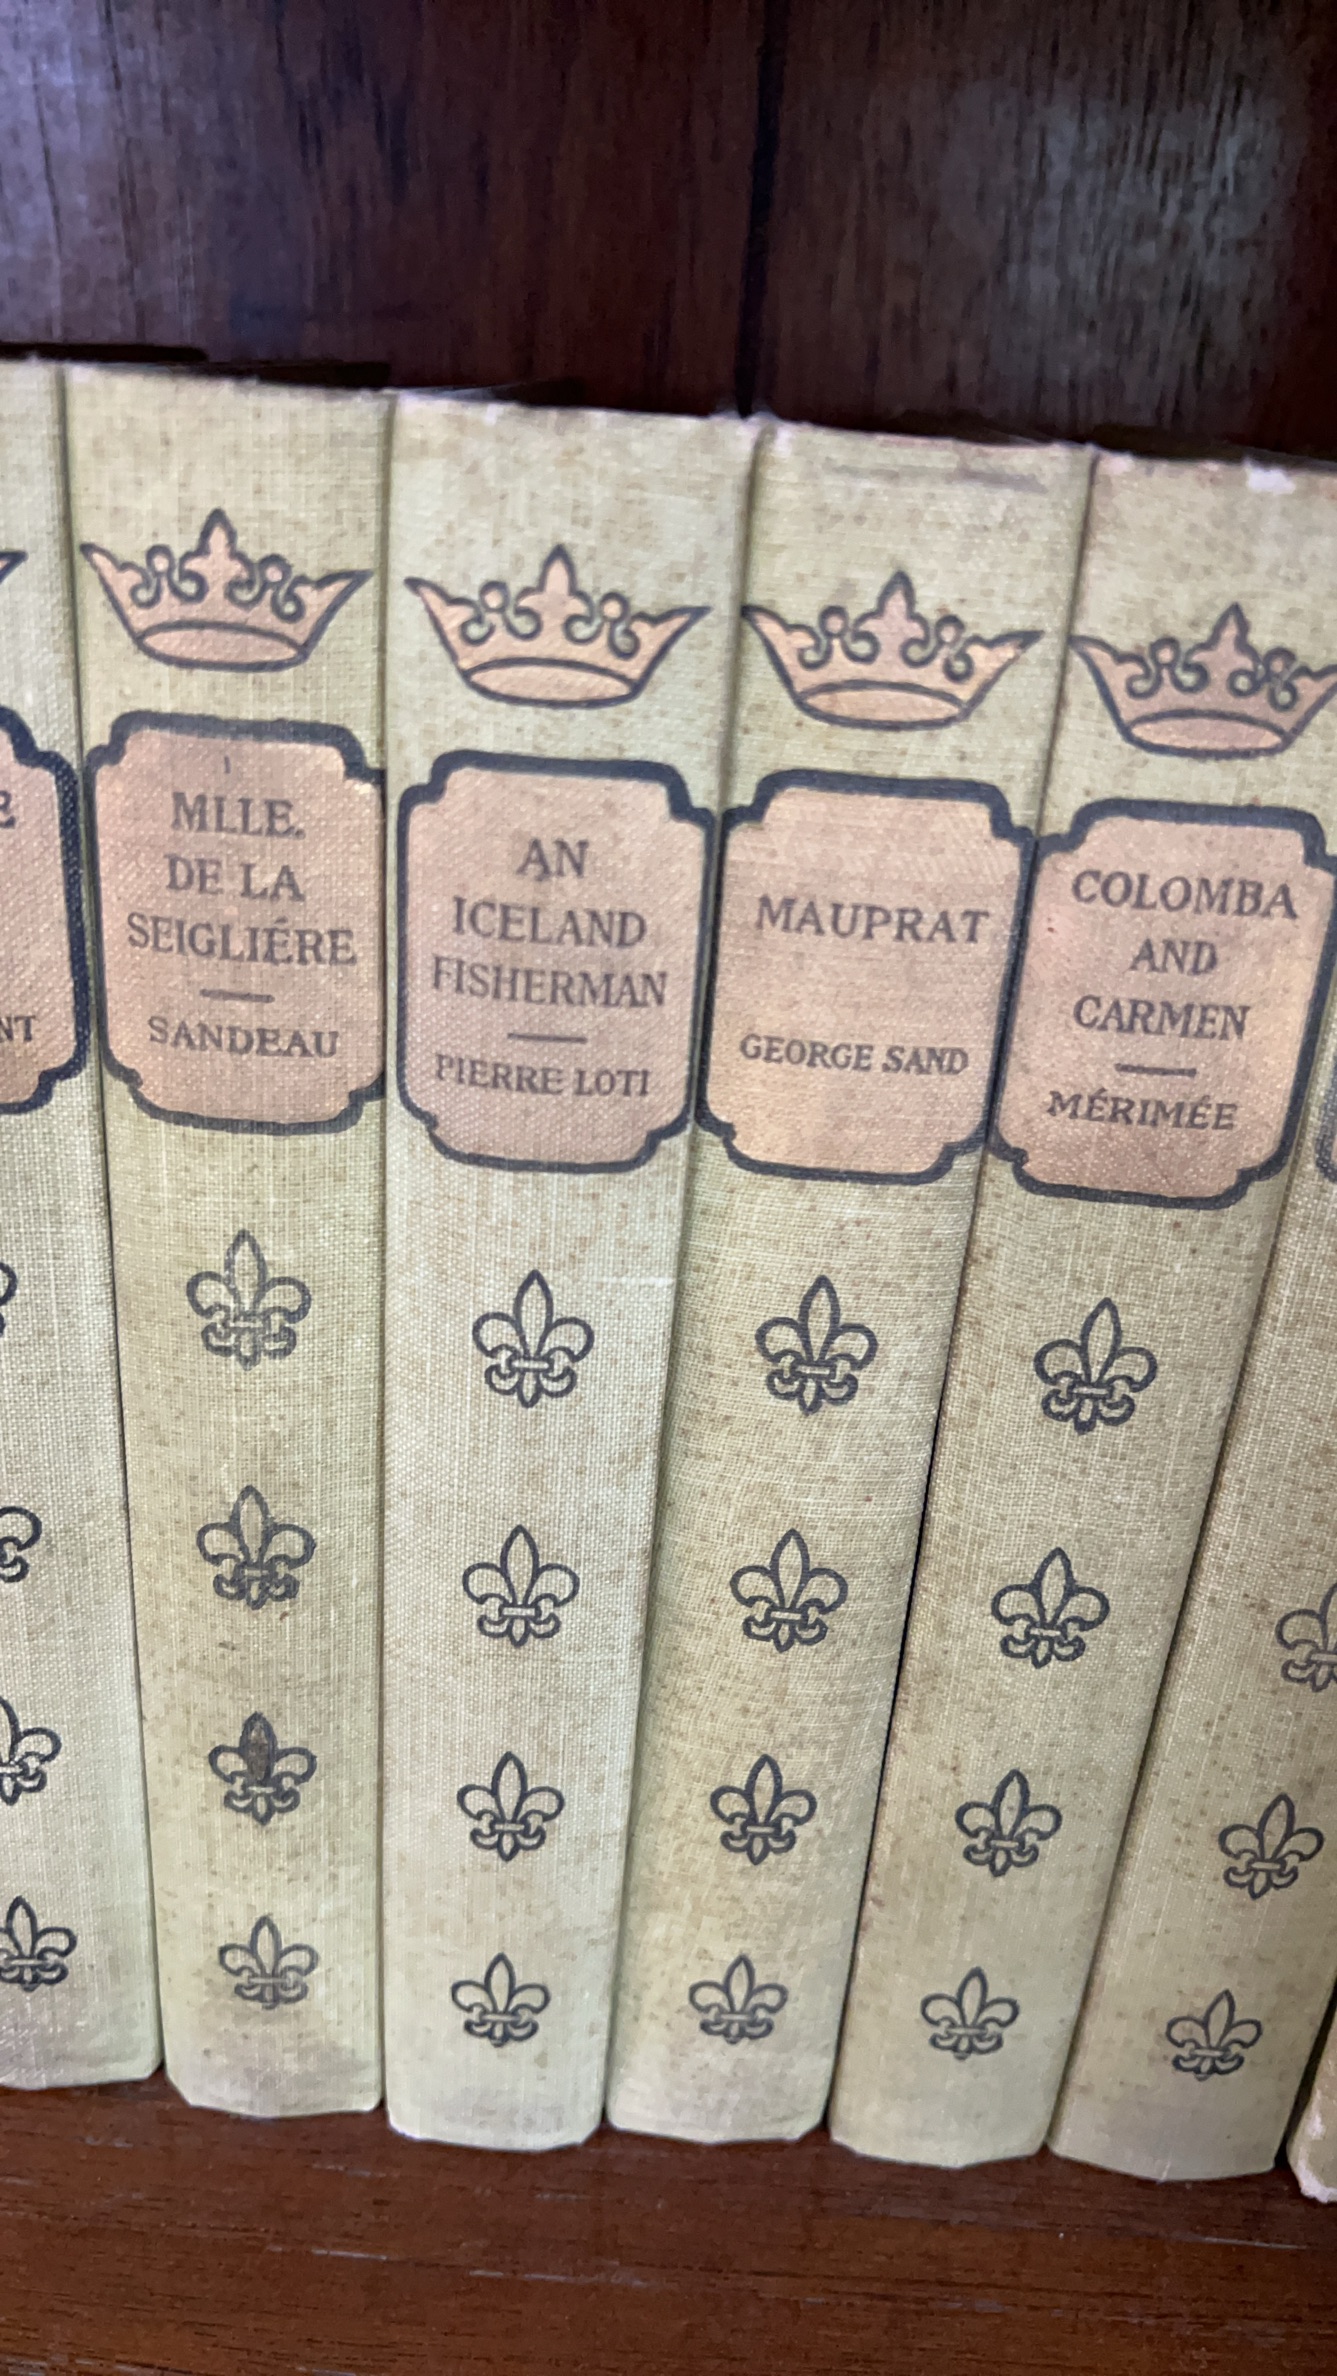 MLLE.
DE LA
SEIGLIÉRE
SANDEAU
AN
ICELAND
FISHERMAN
PIERRE LOTI
MAUPRAT
GEORGE SAND
COLOMBA
AND
CARMEN
MÉRIMÉE